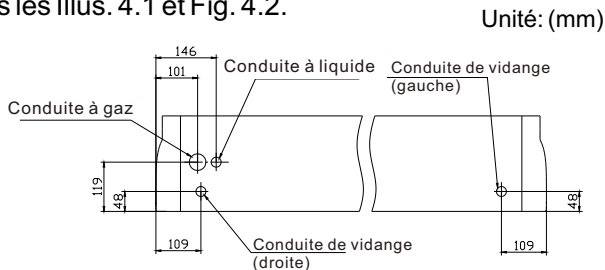 s les Illus. 4.1 et Fig. 4.2.
Unité: (mm)
146
101
Conduite à liquide
Conduite de vidange
(gauche)
Conduite à gaz
119
48
48
109
Conduite de vidange
(droite)
109